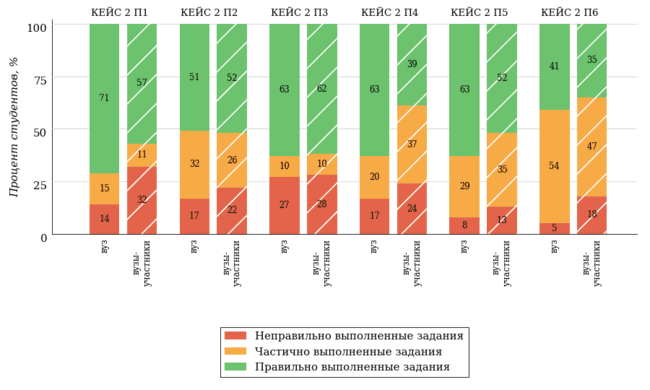 КЕЙС 2 П1 КЕЙС 2 П2 КЕЙС 2 П3 КЕЙС 2 П4 КЕЙС 2 П5 КЕЙС 2 П6
Процент студентов, %
100
75
50
25
0
71 57 51 52 63 62 63 39 63 52 41 35
15 11 32 26 10 10 20 37 29 35 54 47
14 32 17 22 27 28 17 24 8 13 5 18
вуз вузы- вуз вузы- вуз вузы- вуз вузы- вуз вузы- вуз вузы-
участники участники участники участники участники участники
Неправильно выполненные задания
Частично выполненные задания
Правильно выполненные задания